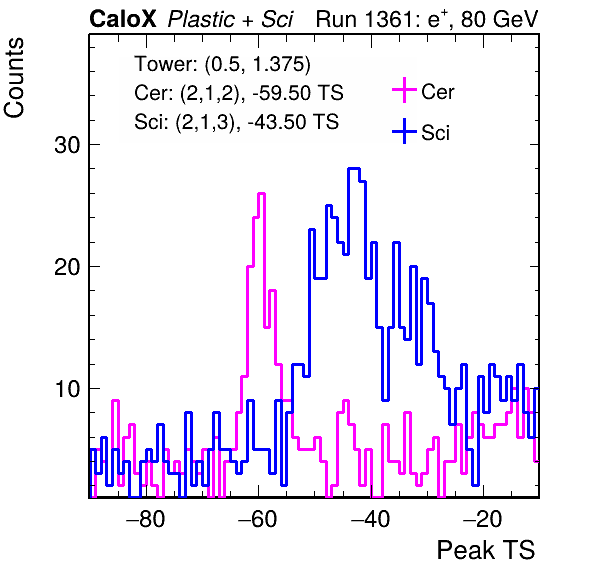 CaloX Plastic + Sci Run 1361: e⁺, 80 GeV
Counts
Tower: (0.5, 1.375)
Cer: (2,1,2), -59.50 TS
Sci: (2,1,3), -43.50 TS
Cer
Sci
30
20
10
−80 −60 −40 −20
Peak TS